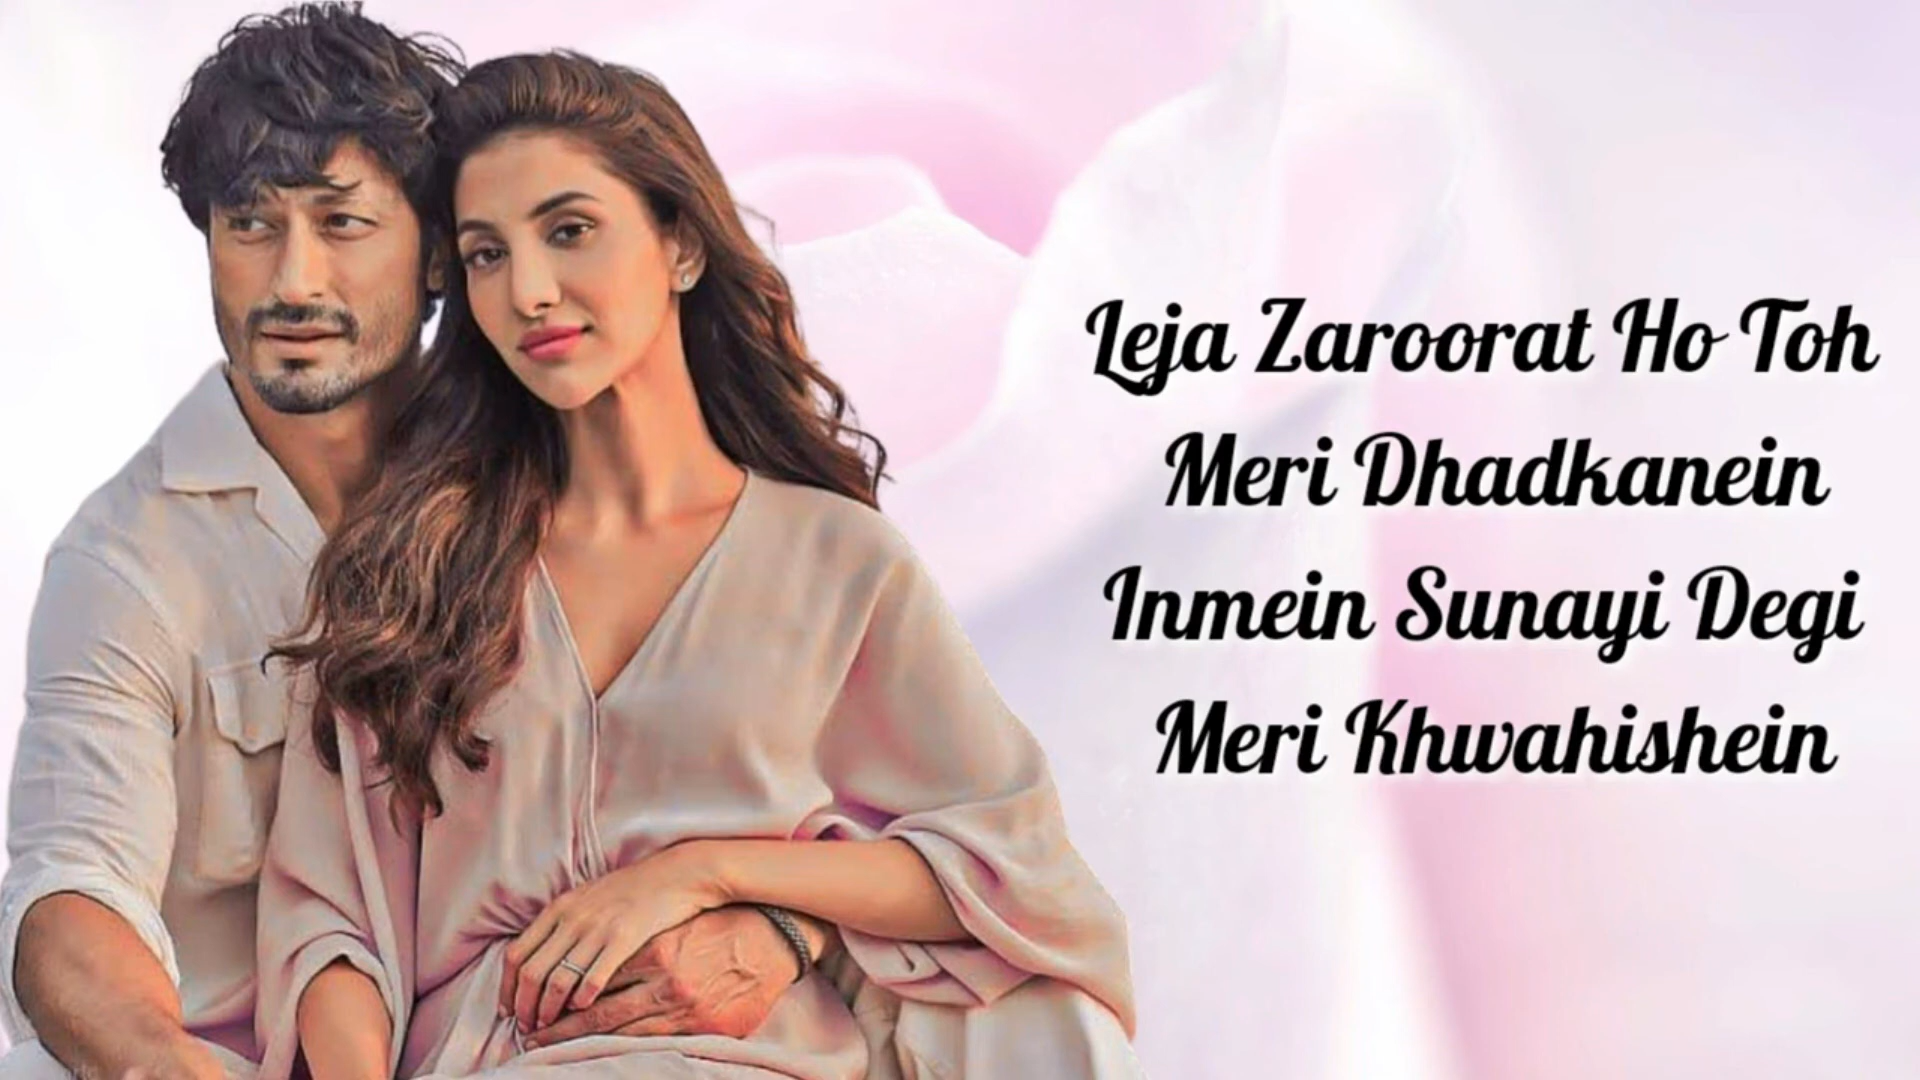 Leja Zaroorat Ho Toh
Meri Dhadkanein
Inmein Sunayi Degi
Meri Khwahishein